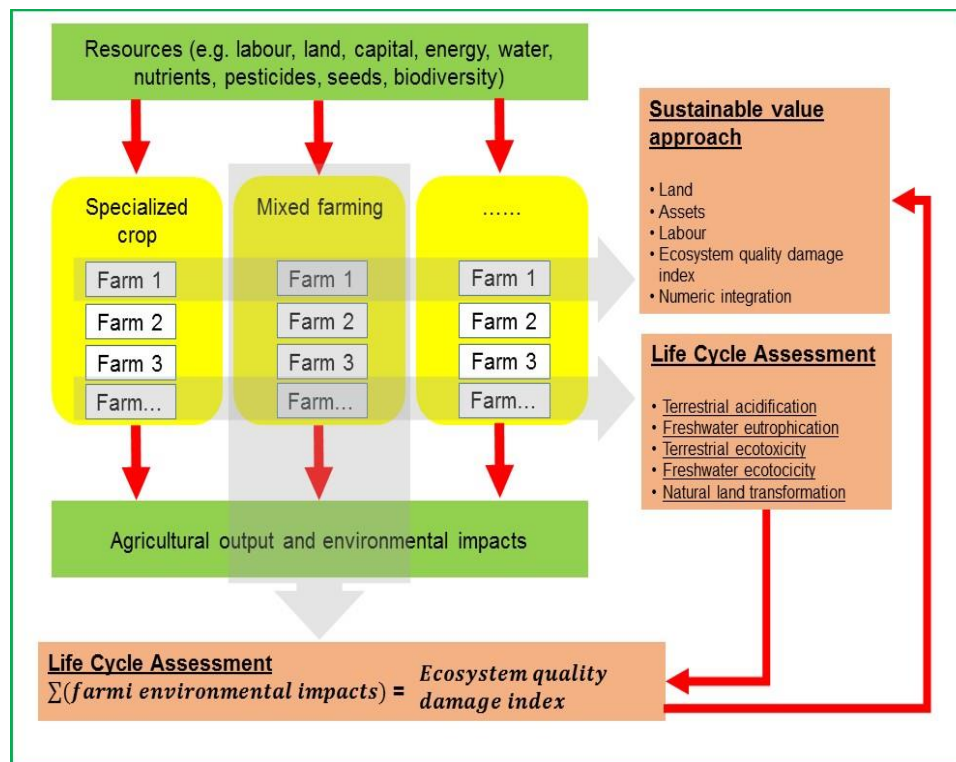 Resources (e.g. labour, land, capital, energy, water,
nutrients, pesticides, seeds, biodiversity)
Specialized
crop
Farm 1
Farm 2
Farm 3
Farm...
Mixed farming
Farm 1
Farm 2
Farm 3
Farm...
......
Farm 1
Farm 2
Farm 3
Farm...
Agricultural output and environmental impacts
Sustainable value
approach
• Land
• Assets
• Labour
• Ecosystem quality damage
index
• Numeric integration
Life Cycle Assessment
• Terrestrial acidification
• Freshwater eutrophication
• Terrestrial ecotoxicity
• Freshwater ecotocicity
• Natural land transformation
Life Cycle Assessment
∑(farmi environmental impacts) = Ecosystem quality
damage index